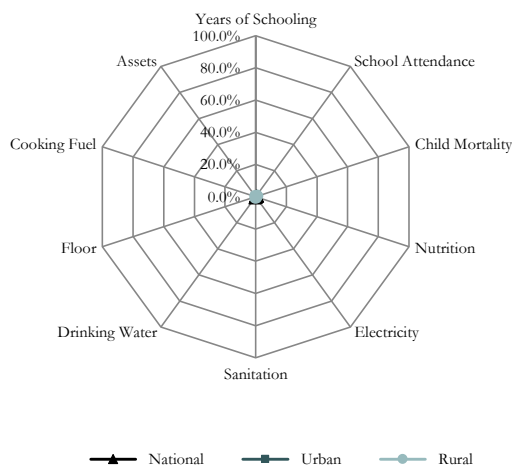 Years of Schooling
100.0%
Assets
School Attendance
80.0%
60.0%
40.0%
Cooking Fuel
Child Mortality
20.0%
0.0%
Floor
Nutrition
Drinking Water
Electricity
Sanitation
National Urban Rural